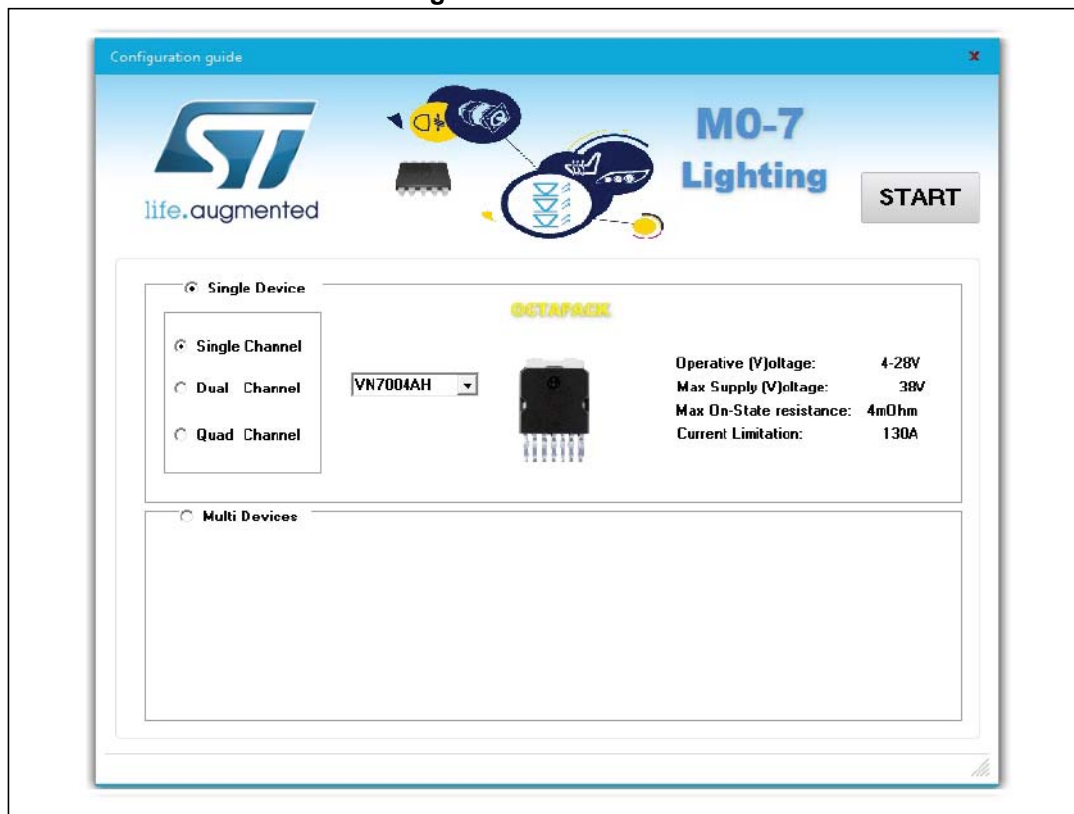 Configuration guide
x
ST
life.augmented
M0-7
Lighting
START
Single Device
OCTAPACK
Single Channel
Dual Channel
Quad Channel
VN7004AH
Operative (V)oltage: 4-28V
Max Supply (V)oltage: 38V
Max On-State resistance: 4mOhm
Current Limitation: 130A
Multi Devices